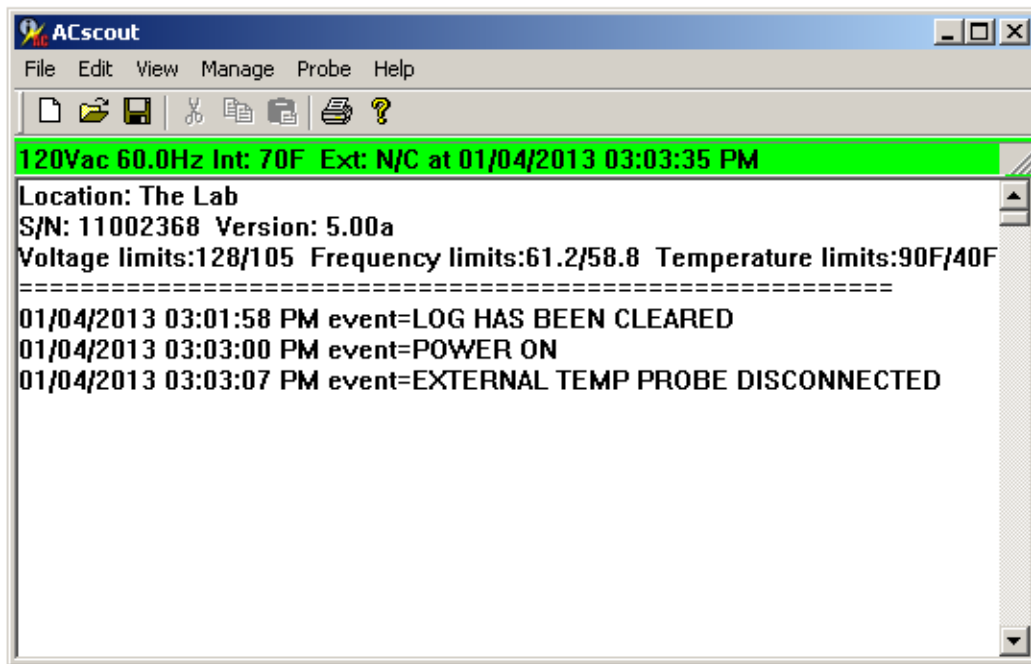 ACscout
File Edit View Manage Probe Help
120Vac 60.0Hz Int: 70F Ext: N/C at 01/04/2013 03:03:35 PM
Location: The Lab
S/N: 11002368 Version: 5.00a
Voltage limits:128/105 Frequency limits:61.2/58.8 Temperature limits:90F/40F
=========================================================
01/04/2013 03:01:58 PM event=LOG HAS BEEN CLEARED
01/04/2013 03:03:00 PM event=POWER ON
01/04/2013 03:03:07 PM event=EXTERNAL TEMP PROBE DISCONNECTED